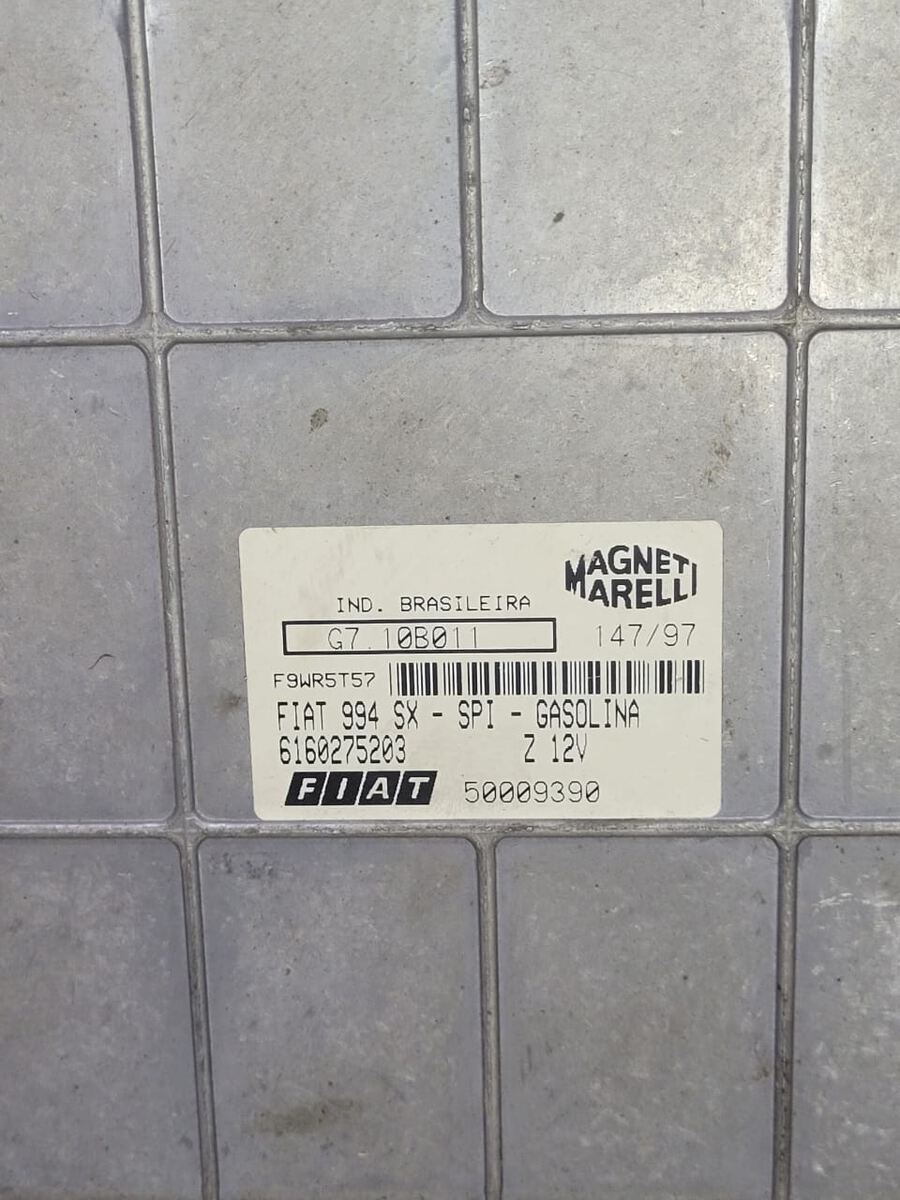 MAGNETI
MARELLI
IND. BRASILEIRA
G7.10B011 147/97
F9WR5T57
FIAT 994 SX - SPI - GASOLINA
6160275203 Z 12V
FIAT 50009390